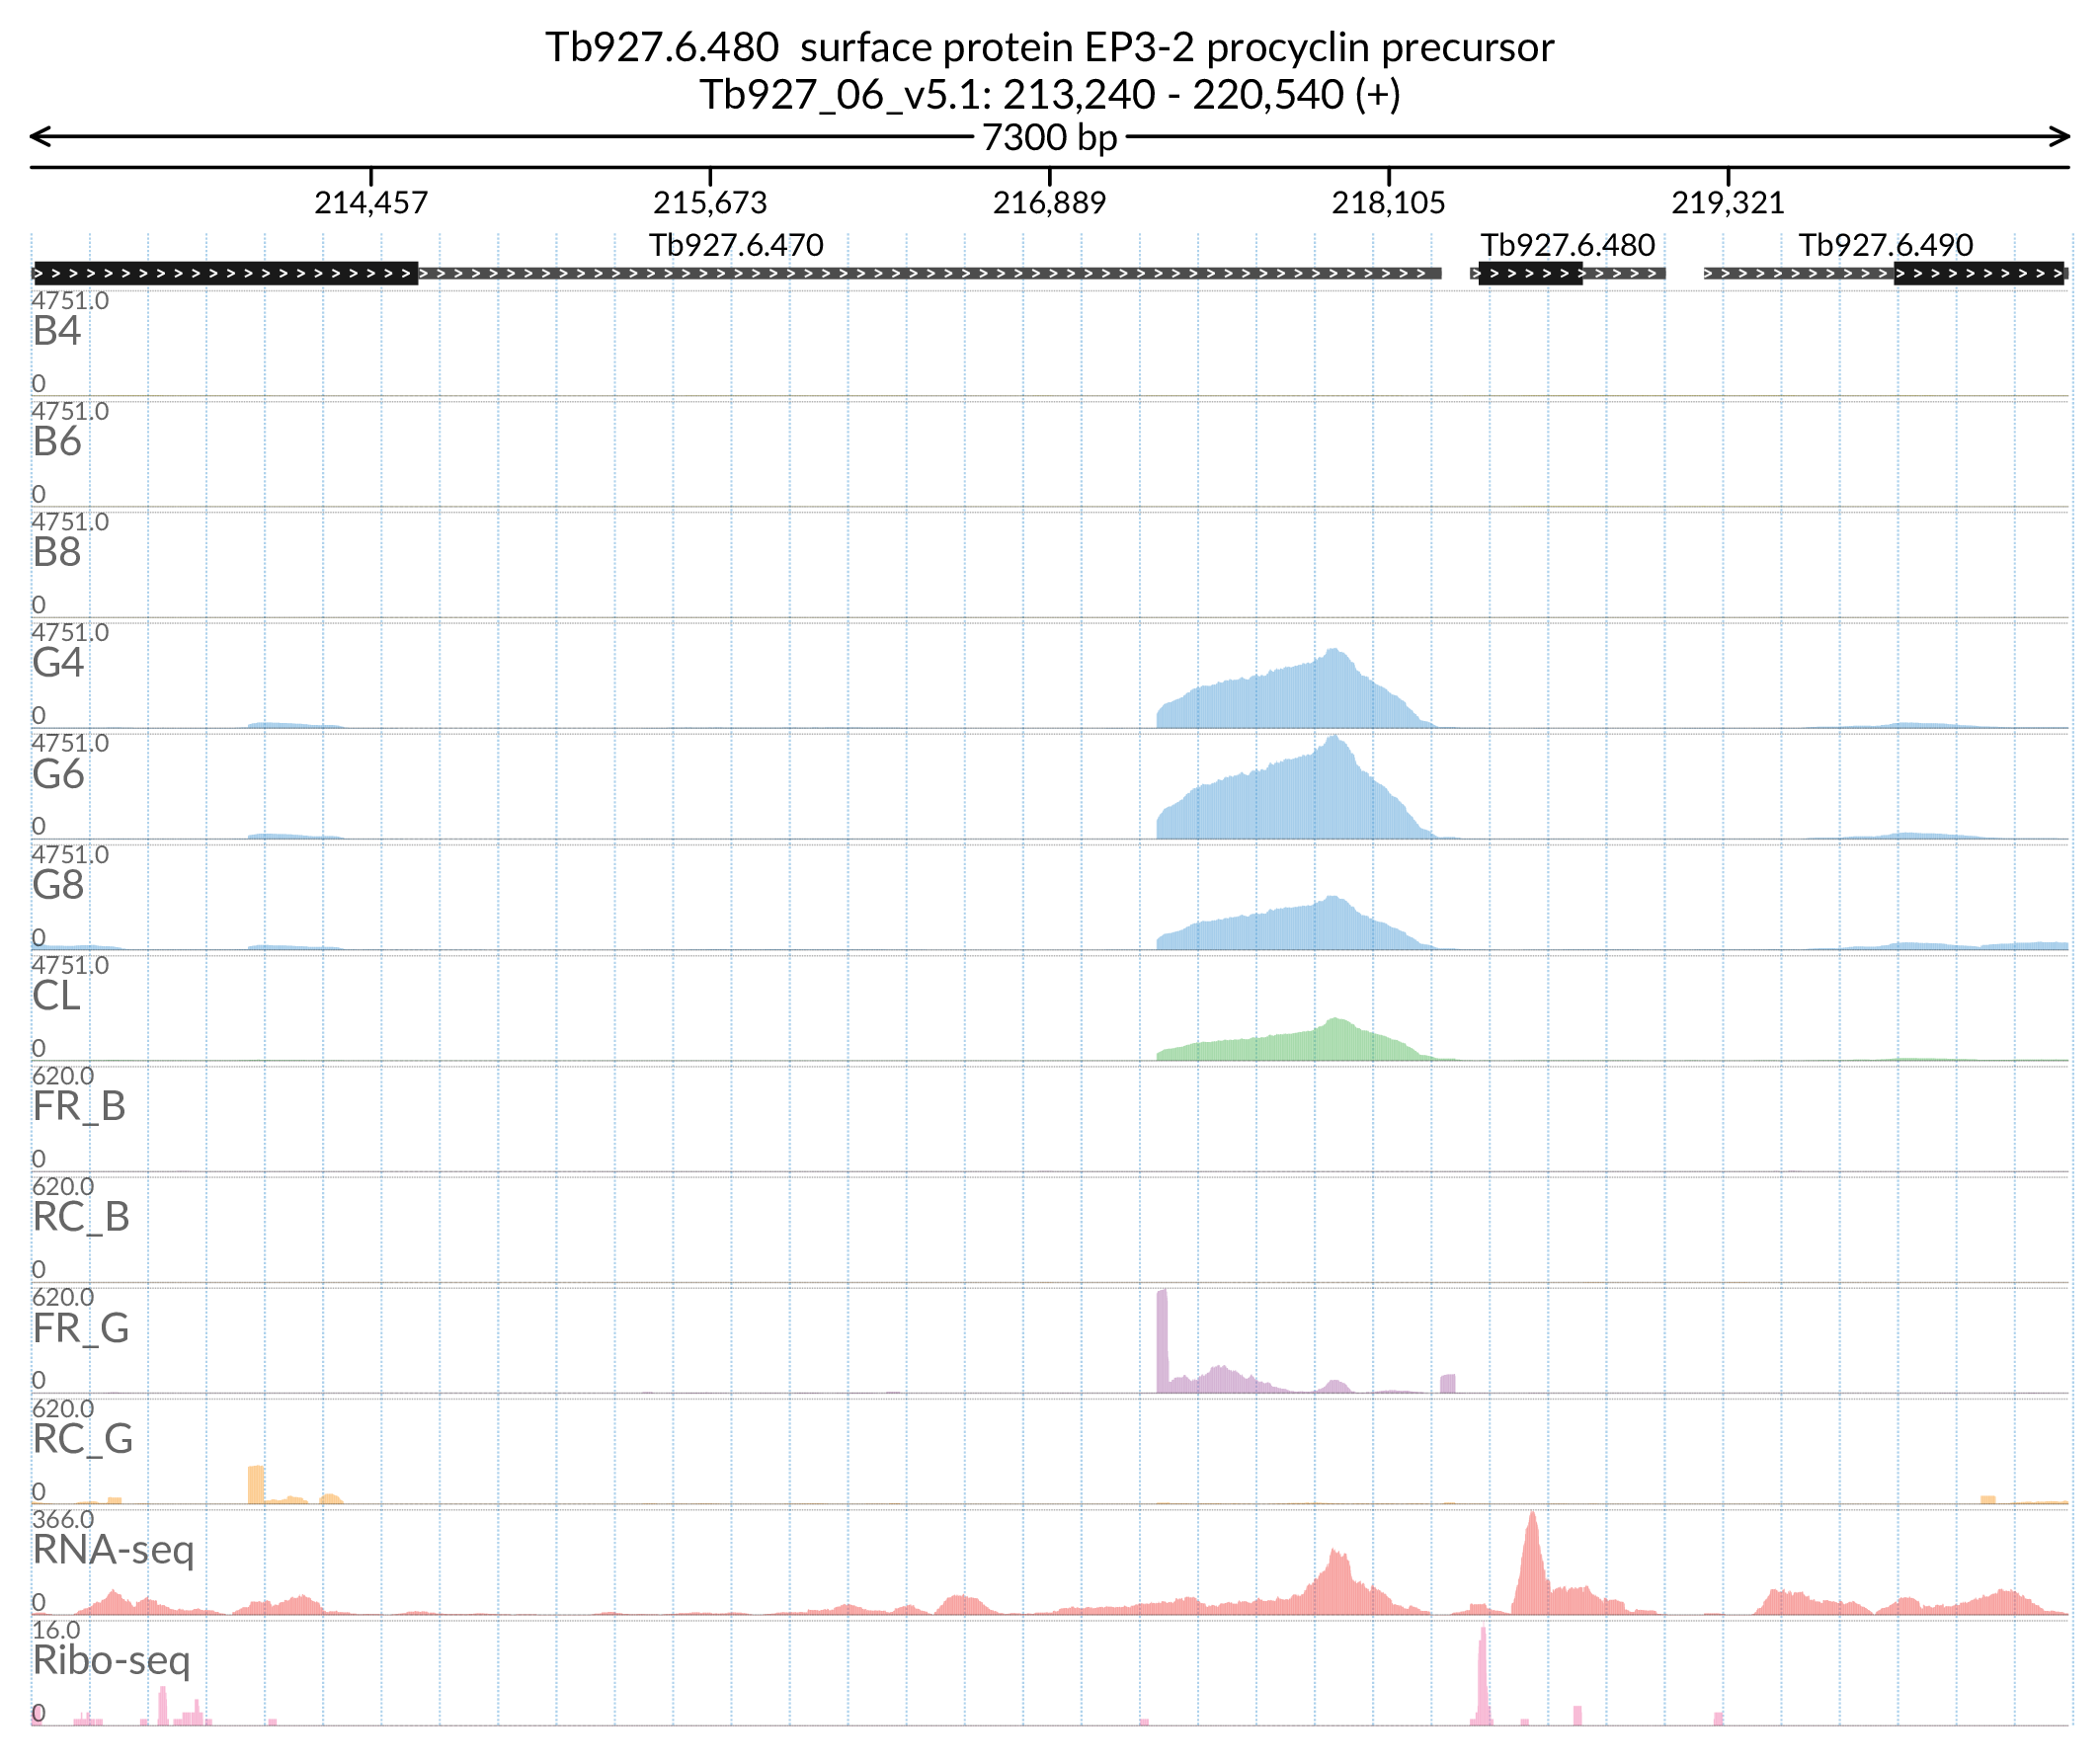 Tb927.6.480  surface protein EP3-2 procyclin precursor
Tb927_06_v5.1: 213,240 - 220,540 (+)
7300 bp
214,457 215,673 216,889 218,105 219,321
Tb927.6.470 Tb927.6.480 Tb927.6.490
4751.0
B4
0
4751.0
B6
0
4751.0
B8
0
4751.0
G4
0
4751.0
G6
0
4751.0
G8
0
4751.0
CL
0
620.0
FR_B
0
620.0
RC_B
0
620.0
FR_G
0
620.0
RC_G
0
366.0
RNA-seq
0
16.0
Ribo-seq
0